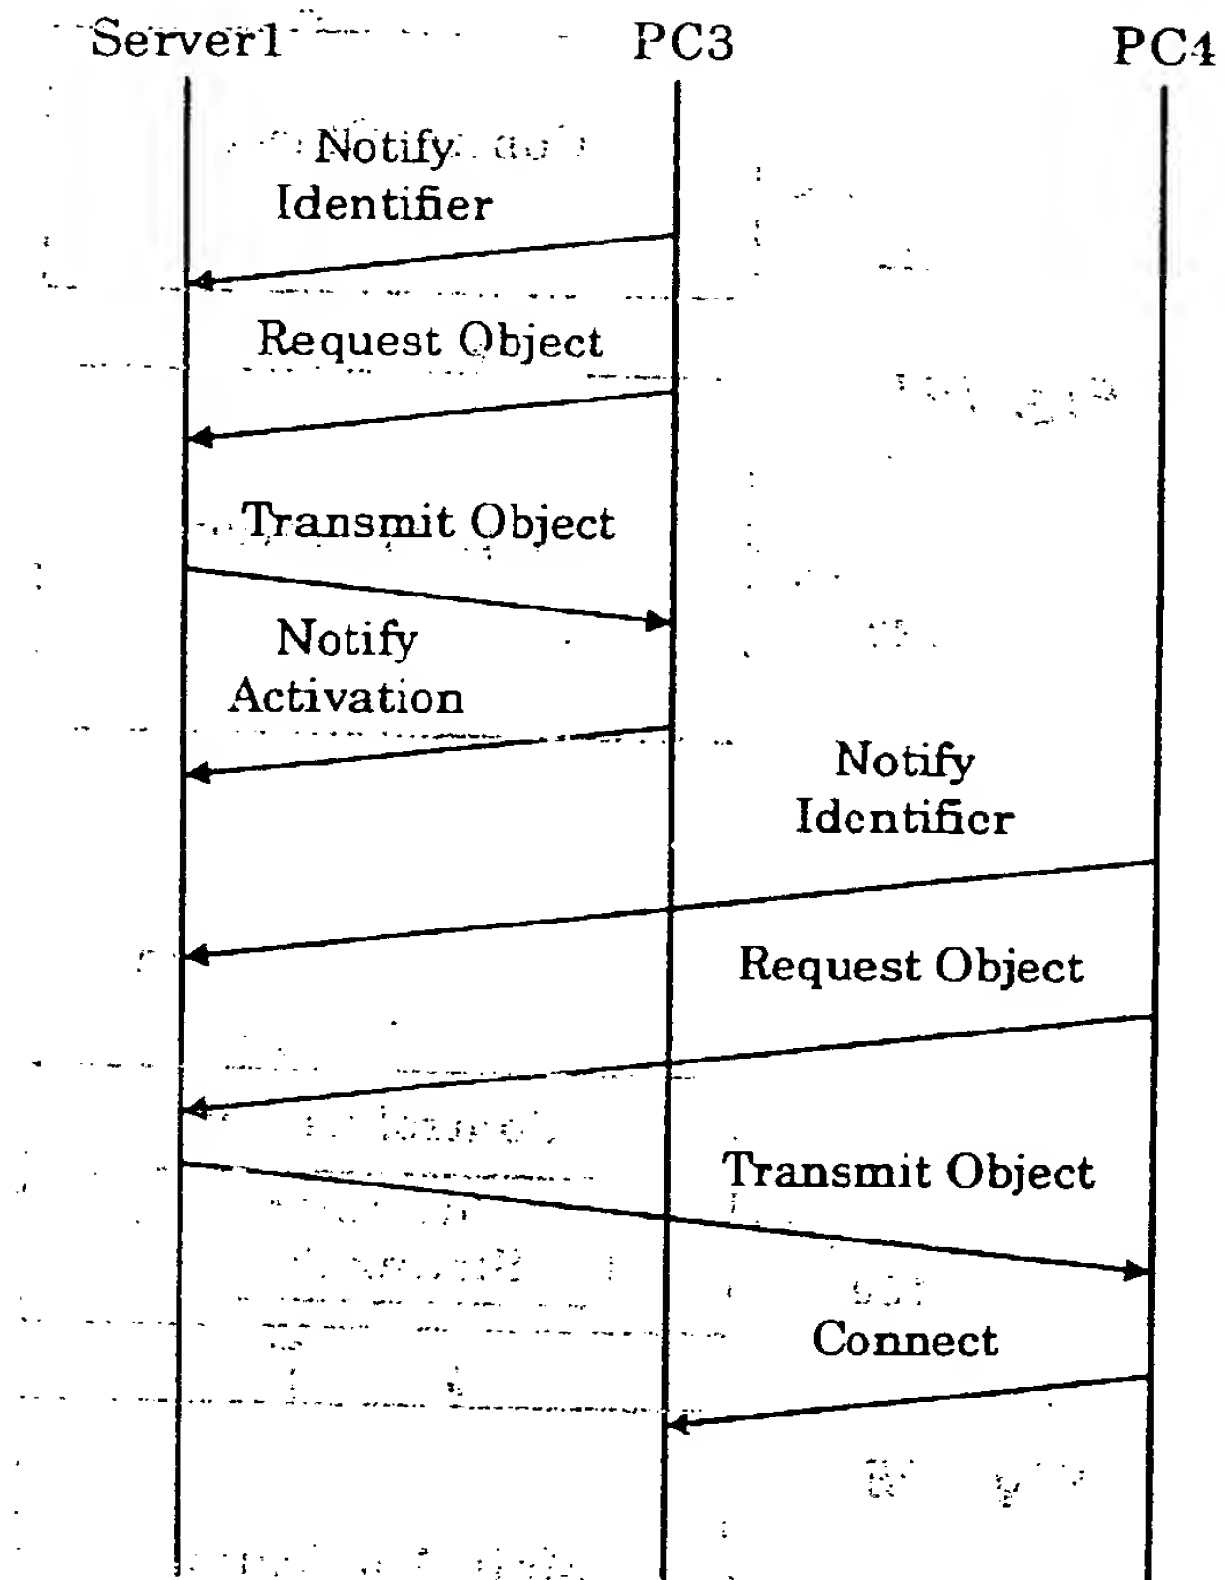 Server1 PC3 PC4
Notify
Identifier
Request Object
Transmit Object
Notify
Activation
Notify
Identifier
Request Object
Transmit Object
Connect